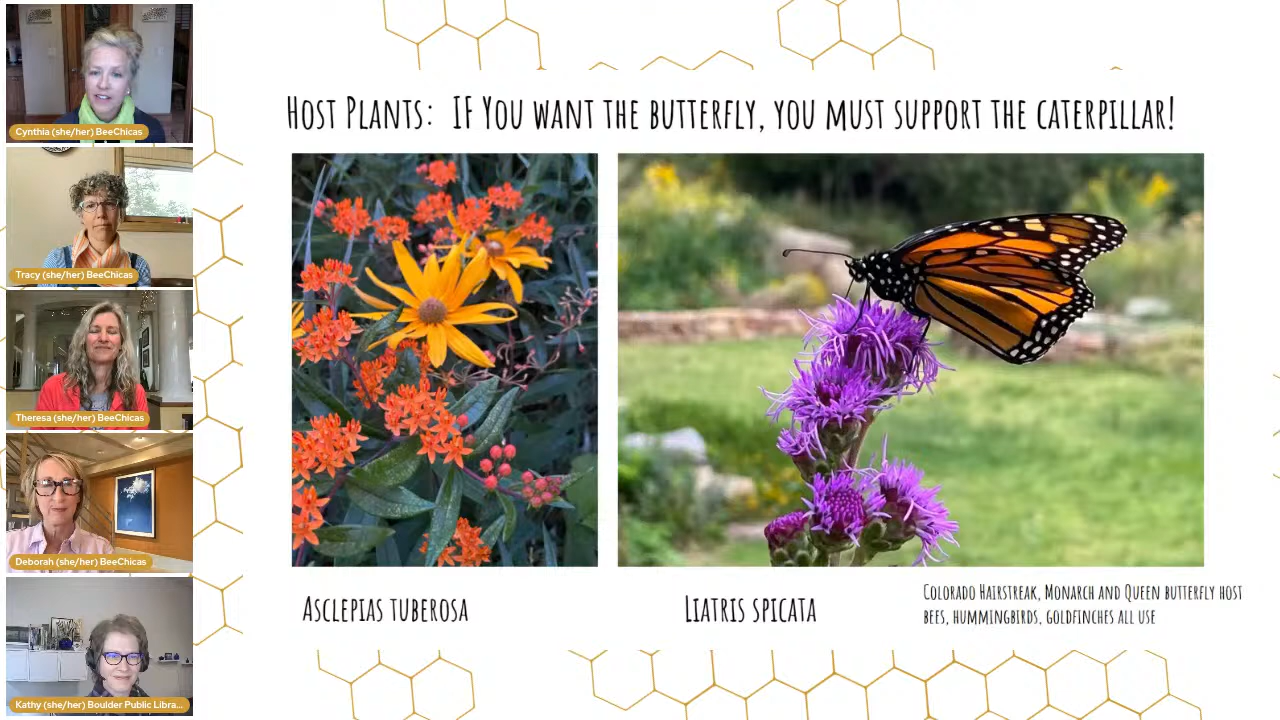 Cynthia (she/her) BeeChicas
Tracy (she/her) BeeChicas
Theresa (she/her) BeeChicas
Deborah (she/her) BeeChicas
Kathy (she/her) Boulder Public Libra...
Host Plants: IF You want the butterfly, you must support the caterpillar!
Asclepias tuberosa
Liatris spicata
Colorado Hairstreak, Monarch and Queen butterfly host
bees, hummingbirds, goldfinches all use